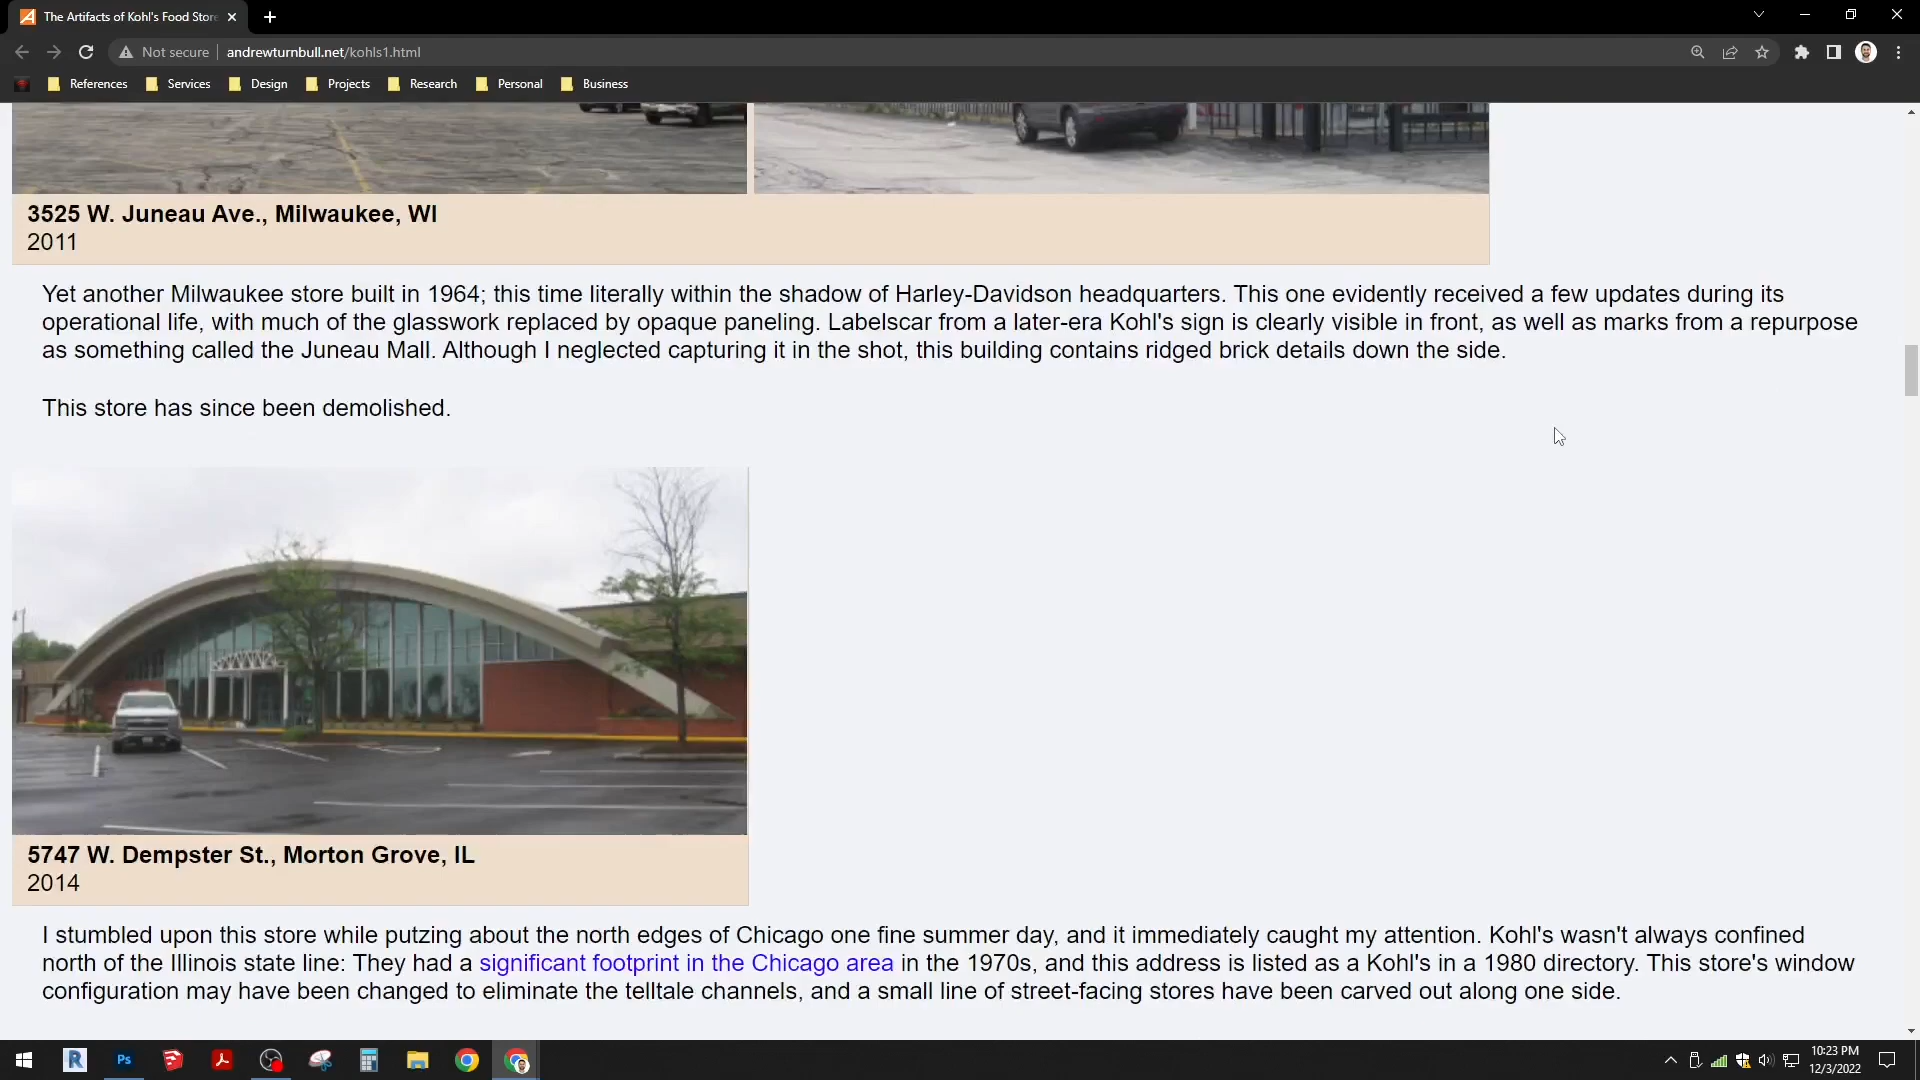 The Artifacts of Kohl's Food Store
Not secure
andrewturnbull.net/kohls1.html
References
Services
Design
Projects
Research
Personal
Business
3525 W. Juneau Ave., Milwaukee, WI
2011
Yet another Milwaukee store built in 1964; this time literally within the shadow of Harley-Davidson headquarters. This one evidently received a few updates during its
operational life, with much of the glasswork replaced by opaque paneling. Labelscar from a later-era Kohl's sign is clearly visible in front, as well as marks from a repurpose
as something called the Juneau Mall. Although I neglected capturing it in the shot, this building contains ridged brick details down the side.
This store has since been demolished.
5747 W. Dempster St., Morton Grove, IL
2014
I stumbled upon this store while putzing about the north edges of Chicago one fine summer day, and it immediately caught my attention. Kohl's wasn't always confined
north of the Illinois state line: They had a significant footprint in the Chicago area in the 1970s, and this address is listed as a Kohl's in a 1980 directory. This store's window
configuration may have been changed to eliminate the telltale channels, and a small line of street-facing stores have been carved out along one side.
R
Ps
10:23 PM
12/3/2022